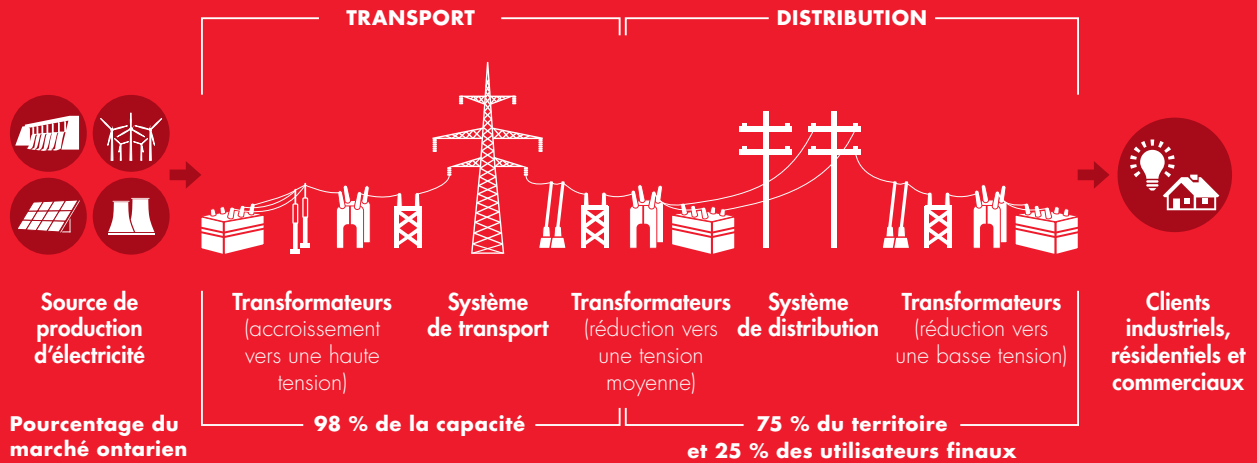 TRANSPORT
DISTRIBUTION
Source de
production
d'électricité
Transformateurs
(accroissement
vers une haute
tension)
Système
de transport
Transformateurs
(réduction vers
une tension
moyenne)
Système
de distribution
Transformateurs
(réduction vers
une basse tension)
Clients
industriels,
résidentiels et
commerciaux
Pourcentage du
marché ontarien
98 % de la capacité
75 % du territoire
et 25 % des utilisateurs finaux